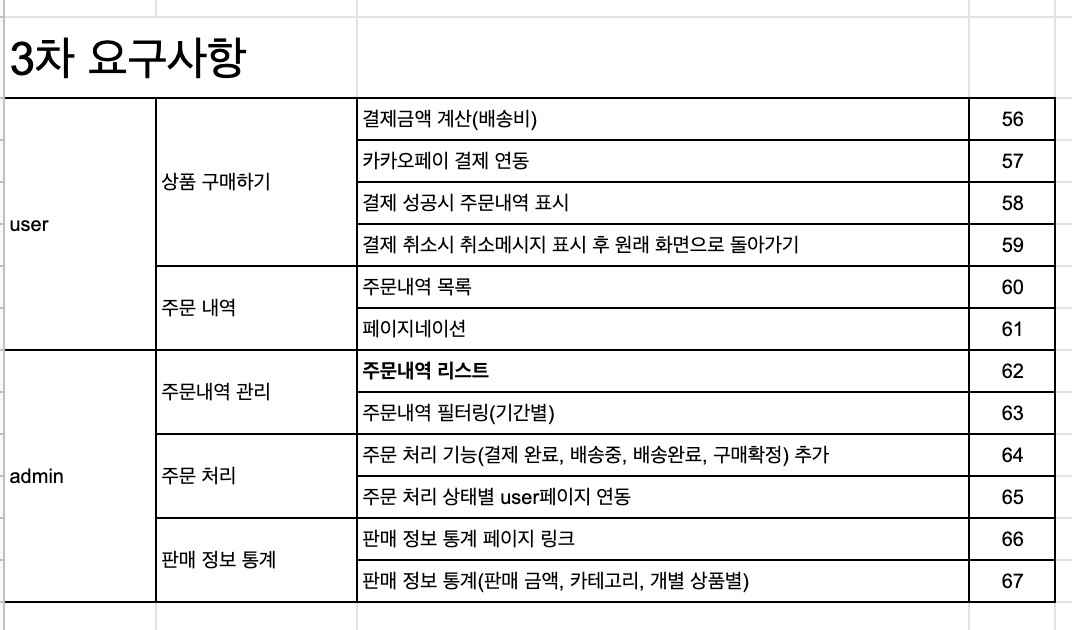 3차 요구사항
user
상품 구매하기
결제금액 계산(배송비)
56
카카오페이 결제 연동
57
결제 성공시 주문내역 표시
58
결제 취소시 취소메시지 표시 후 원래 화면으로 돌아가기
59
주문 내역
주문내역 목록
60
페이지네이션
61
admin
주문내역 관리
주문내역 리스트
62
주문내역 필터링(기간별)
63
주문 처리
주문 처리 기능(결제 완료, 배송중, 배송완료, 구매확정) 추가
64
주문 처리 상태별 user페이지 연동
65
판매 정보 통계
판매 정보 통계 페이지 링크
66
판매 정보 통계(판매 금액, 카테고리, 개별 상품별)
67